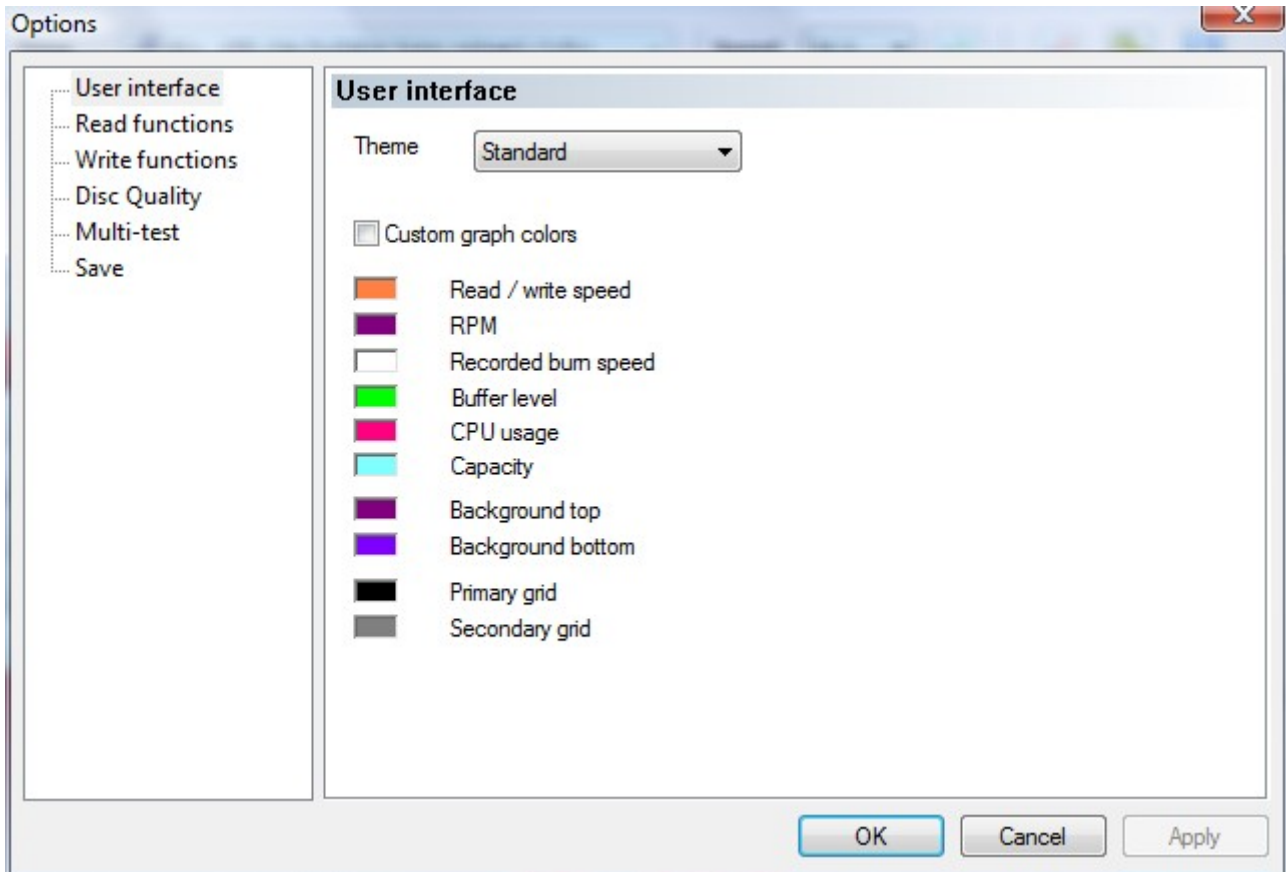 Options
User interface
Read functions
Write functions
Disc Quality
Multi-test
Save
User interface
Theme Standard
Custom graph colors
Read / write speed
RPM
Recorded burn speed
Buffer level
CPU usage
Capacity
Background top
Background bottom
Primary grid
Secondary grid
OK Cancel Apply